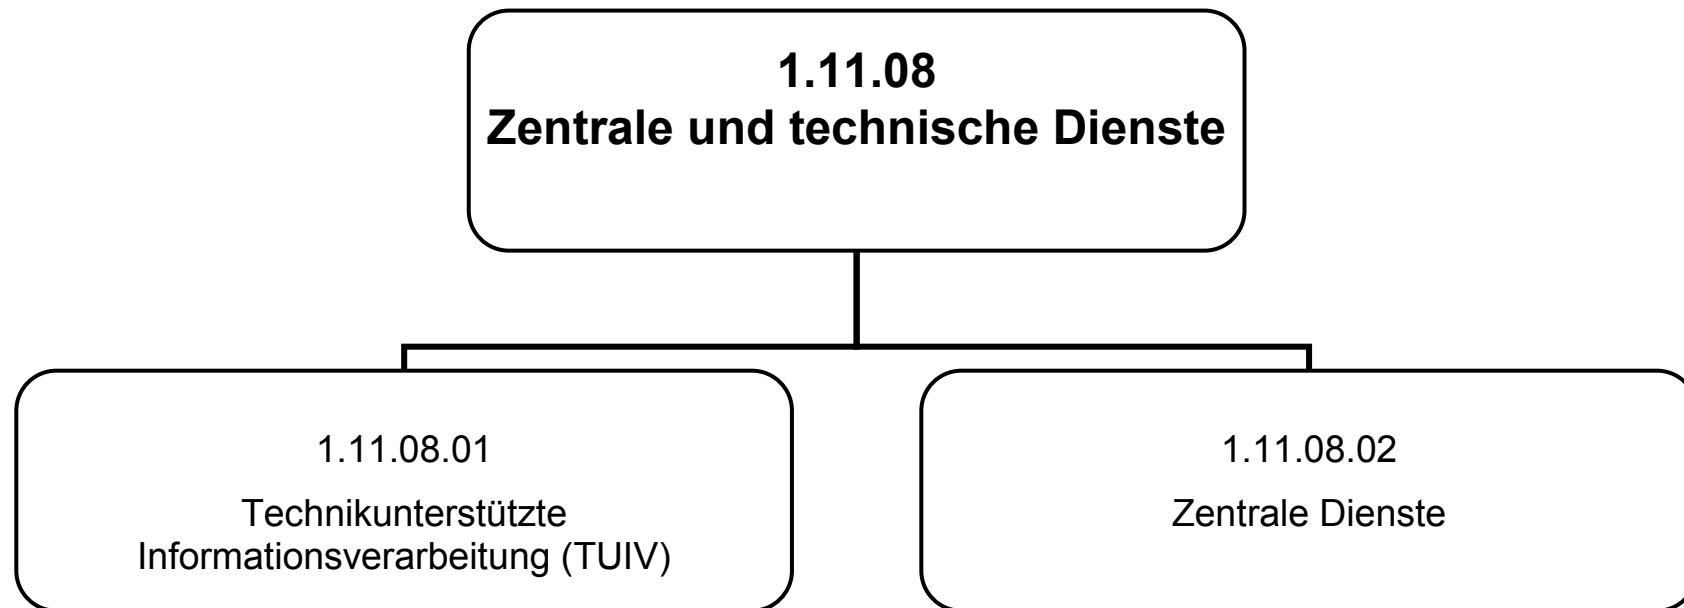 1.11.08
Zentrale und technische Dienste
1.11.08.01
Technikunterstützte
Informationsverarbeitung (TUIV)
1.11.08.02
Zentrale Dienste